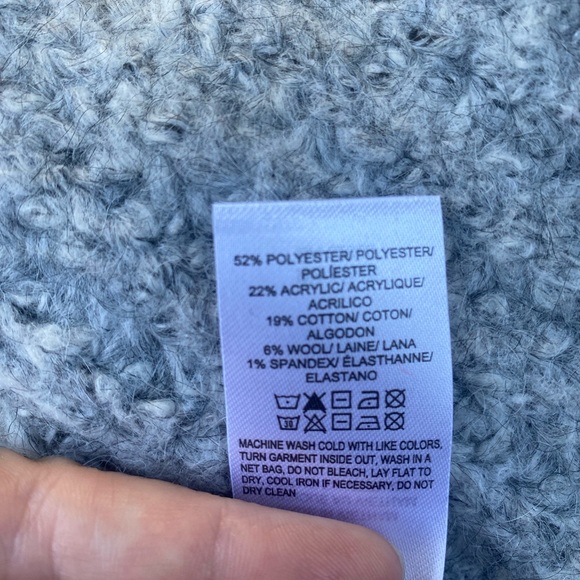 52% POLYESTER/ POLYESTER/
POLÍESTER
22% ACRYLIC/ ACRYLIQUE/
ACRILICO
19% COTTON/ COTON/
ALGODON
6% WOOL/ LAINE/ LANA
1% SPANDEX/ ÉLASTHANNE/
ELASTANO
30
MACHINE WASH COLD WITH LIKE COLORS,
TURN GARMENT INSIDE OUT, WASH IN A
NET BAG, DO NOT BLEACH, LAY FLAT TO
DRY, COOL IRON IF NECESSARY, DO NOT
DRY CLEAN